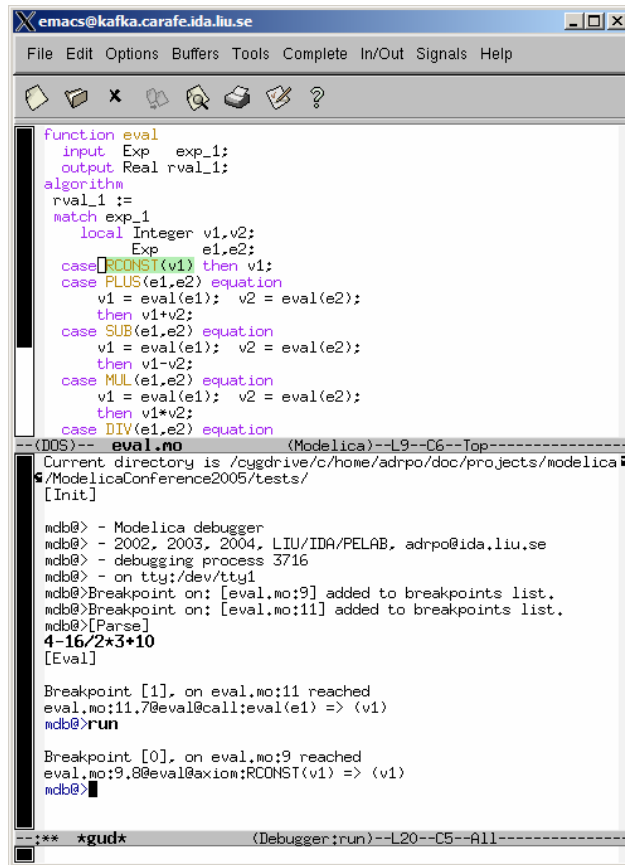 emacs@kafka.carafe.ida.liu.se
File Edit Options Buffers Tools Complete In/Out Signals Help
function eval
input Exp exp_1;
output Real rval_1;
algorithm
rval_1 :=
match exp_1
local Integer v1,v2;
Exp e1,e2;
case RCONST(v1) then v1;
case PLUS(e1,e2) equation
v1 = eval(e1); v2 = eval(e2);
then v1+v2;
case SUB(e1,e2) equation
v1 = eval(e1); v2 = eval(e2);
then v1-v2;
case MUL(e1,e2) equation
v1 = eval(e1); v2 = eval(e2);
then v1*v2;
case DIV(e1,e2) equation
--(DOS)-- eval.mo (Modelica)--L9--C6--Top----------------
Current directory is /cygdrive/c/home/adrpo/doc/projects/modelica
/ModelicaConference2005/tests/
[Init]
mdb@> - Modelica debugger
mdb@> - 2002, 2003, 2004, LIU/IDA/PELAB, adrpo@ida.liu.se
mdb@> - debugging process 3716
mdb@> - on tty:/dev/tty1
mdb@>Breakpoint on: [eval.mo:9] added to breakpoints list.
mdb@>Breakpoint on: [eval.mo:11] added to breakpoints list.
mdb@>[Parse]
4-16/2*3+10
[Eval]
Breakpoint [1], on eval.mo:11 reached
eval.mo:11.7@eval@call:eval(e1) => (v1)
mdb@>run
Breakpoint [0], on eval.mo:9 reached
eval.mo:9.8@eval@axiom:RCONST(v1) => (v1)
mdb@>
--:** *gud* (Debugger:run)--L20--C5--All----------------